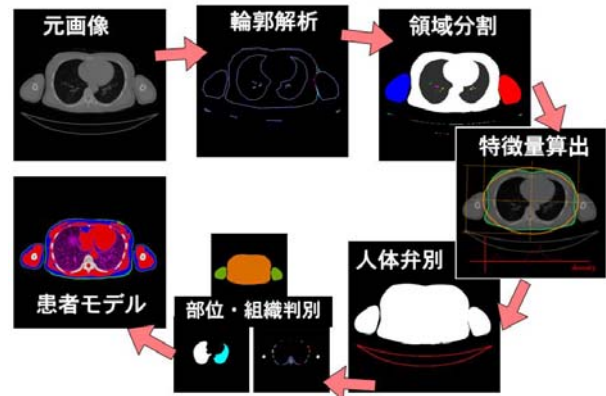 元画像
輪郭解析
領域分割
特徴量算出
人体弁別
部位・組織判別
患者モデル